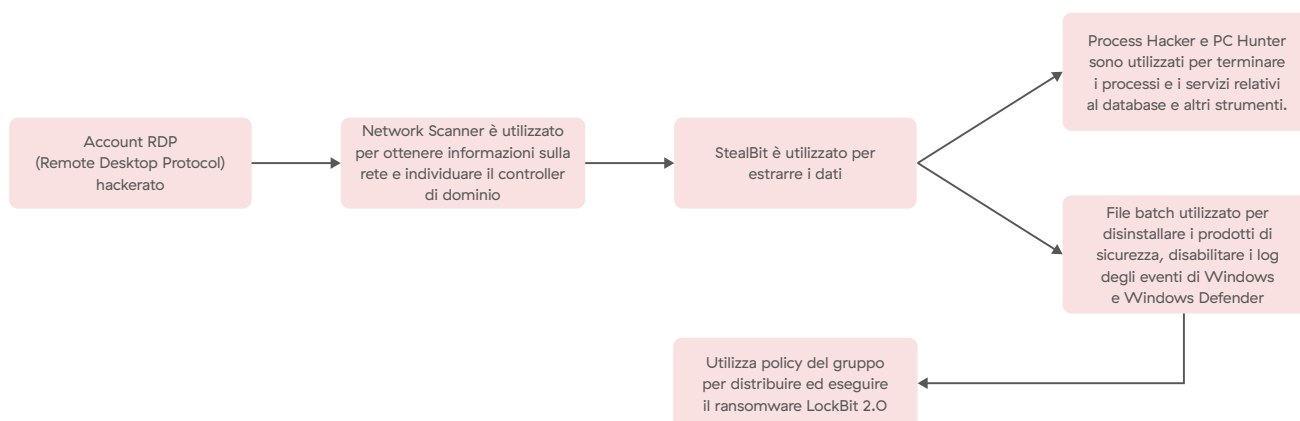 Account RDP
(Remote Desktop Protocol)
hackerato
Network Scanner è utilizzato
per ottenere informazioni sulla
rete e individuare il controller
di dominio
StealBit è utilizzato per
estrarre i dati
Process Hacker e PC Hunter
sono utilizzati per terminare
i processi e i servizi relativi
al database e altri strumenti.
File batch utilizzato per
disinstallare i prodotti di
sicurezza, disabilitare i log
degli eventi di Windows
e Windows Defender
Utilizza policy del gruppo
per distribuire ed eseguire
il ransomware LockBit 2.0